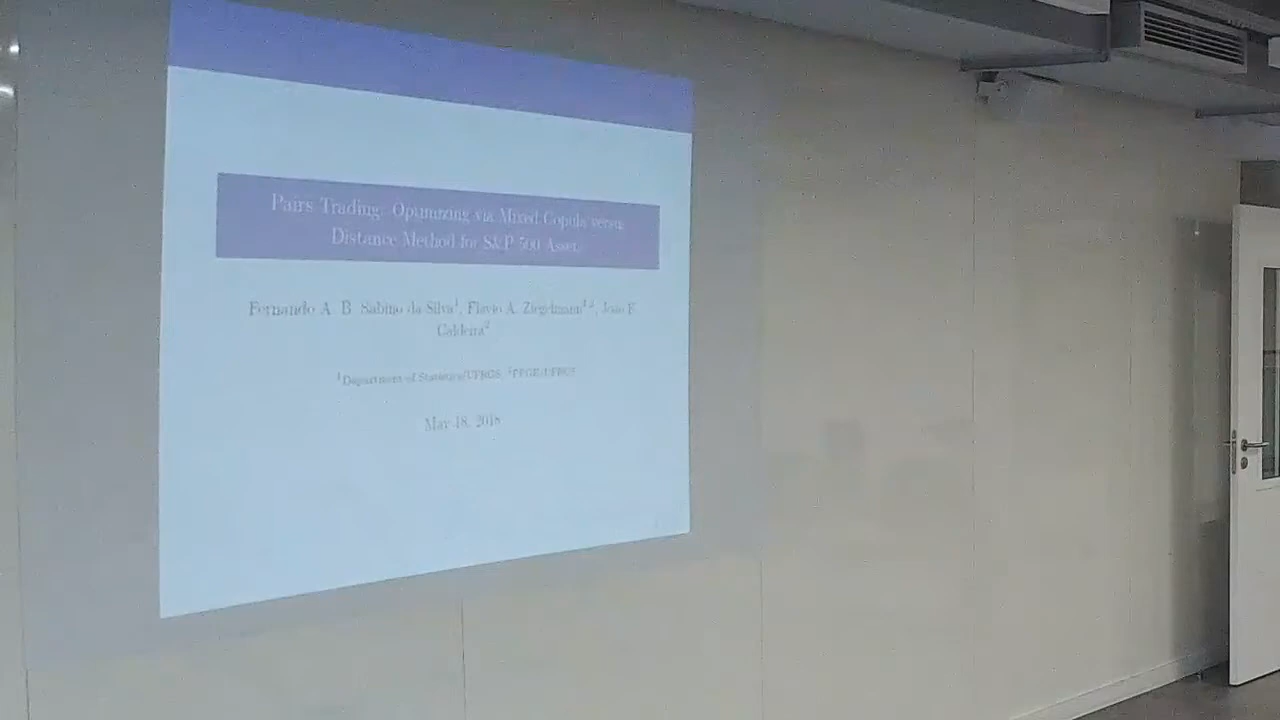 Pairs Trading: Optimizing via Mixed Copula versus
Distance Method for S&P 500 Assets
Fernando A. B. Sabino da Silva¹, Flavio A. Ziegelmann¹,², João F.
Caldeira²
¹Department of Statistics/UFRGS, ²PPGE/UFRGS
May 18, 2018